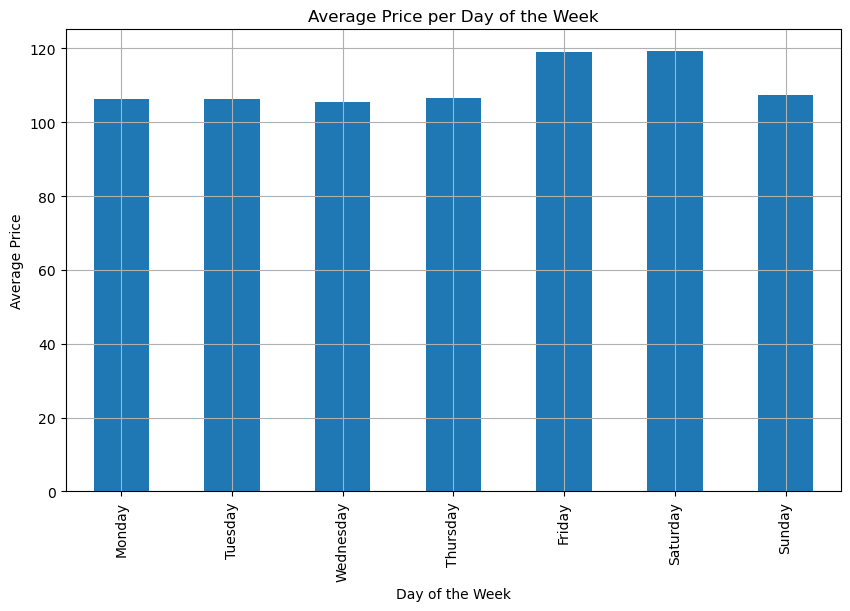 Average Price per Day of the Week
120
100
80
60
40
20
0
Average Price
Monday
Tuesday
Wednesday
Thursday
Friday
Saturday
Sunday
Day of the Week